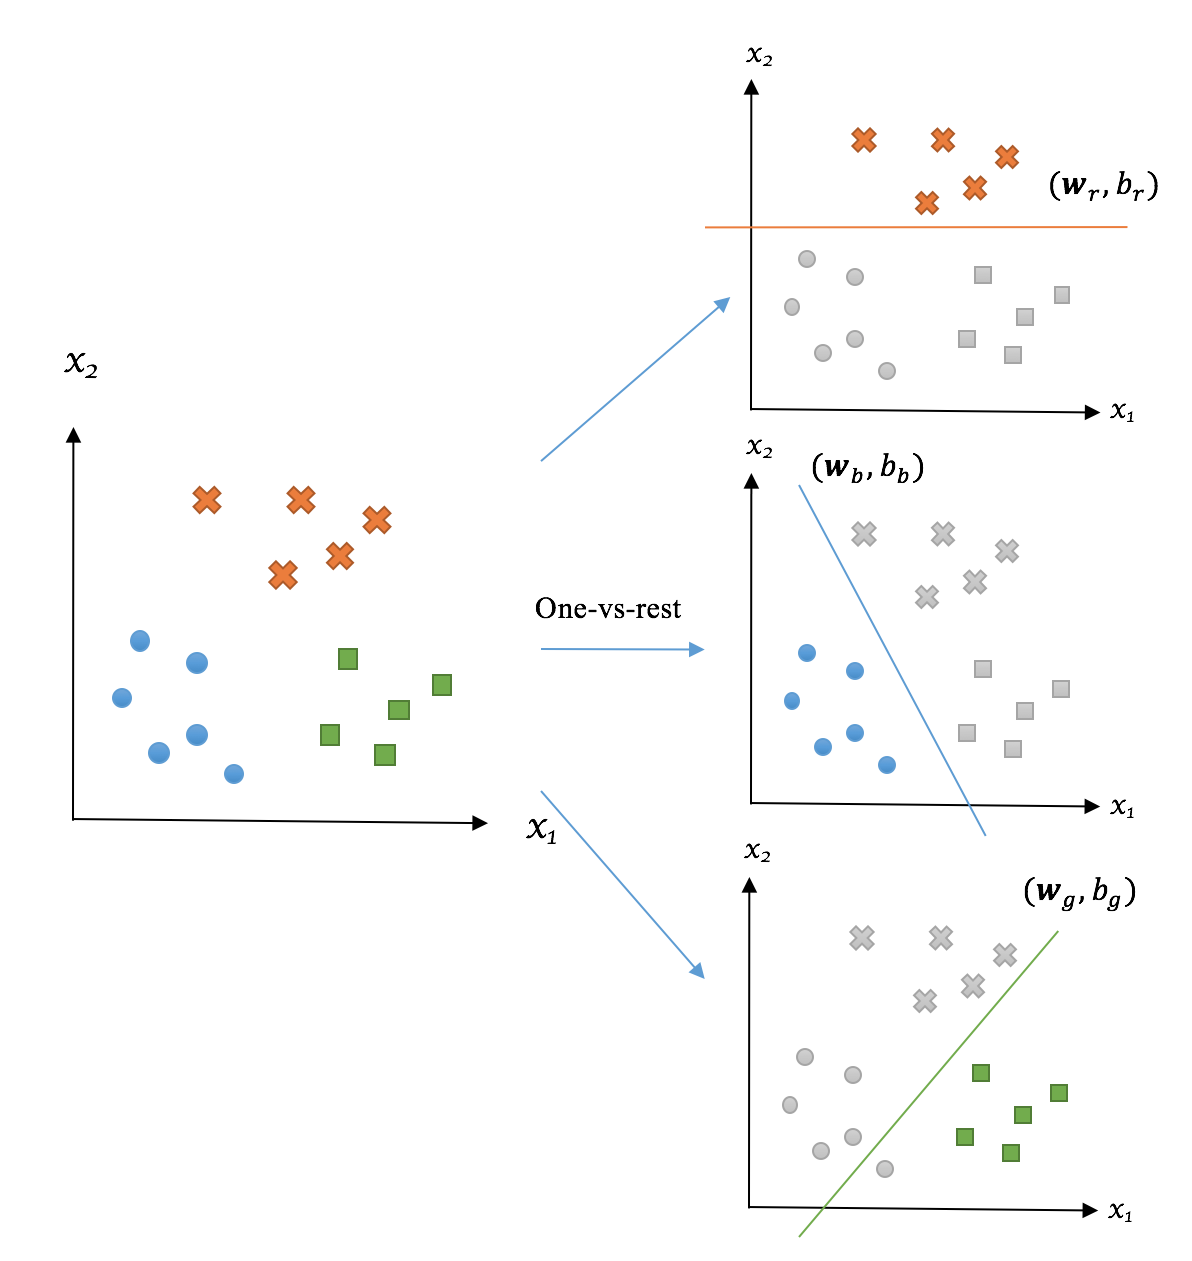 x₂
x₁
One-vs-rest
x₂
(w_r, b_r)
x₁
x₂
(w_b, b_b)
x₁
x₂
(w_g, b_g)
x₁